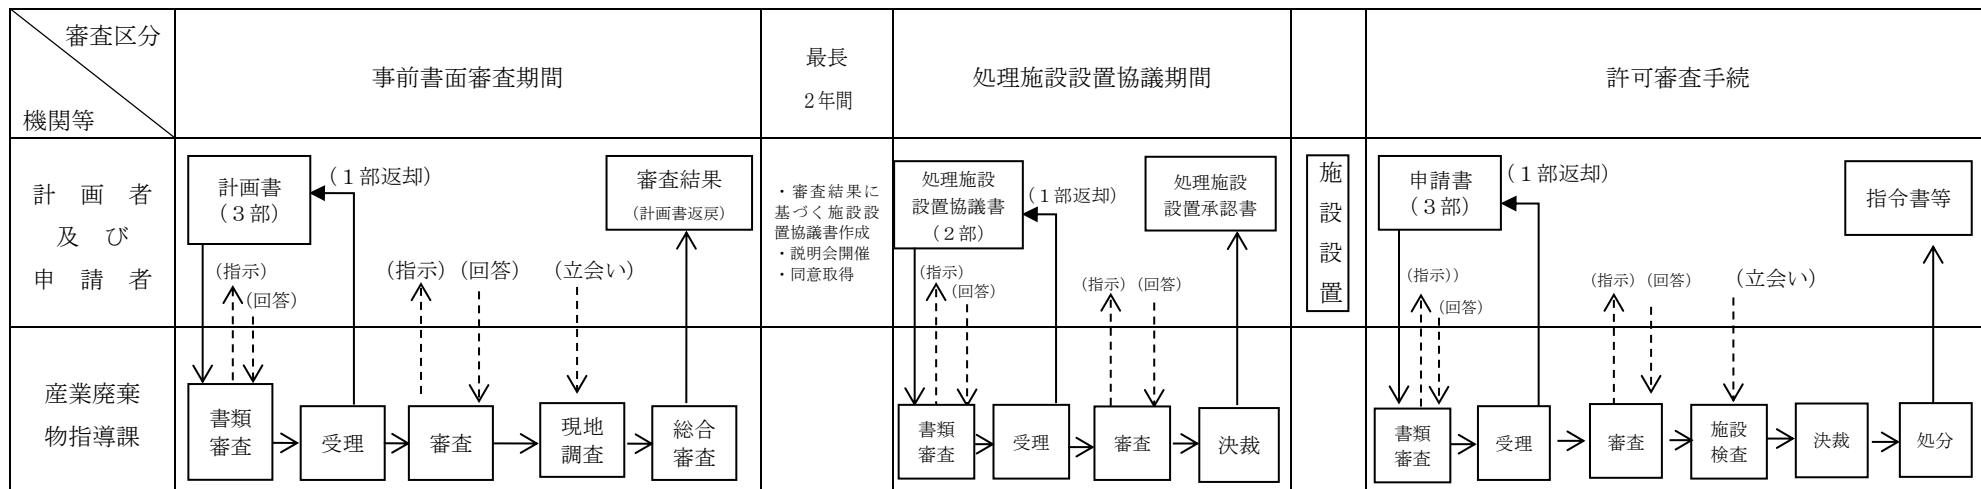 審査区分
機関等
事前書面審査期間
最長
2年間
処理施設設置協議期間
許可審査手続
計　画　者
及　び
申　請　者
計画書
（３部）
（１部返却）
審査結果
（計画書返戻）
（指示）
（回答）
（指示）
（回答）
（立会い）
・審査結果に
基づく施設設
置協議書作成
・説明会開催
・同意取得
処理施設
設置協議書
（２部）
（１部返却）
処理施設
設置承認書
（指示）
（回答）
（指示）
（回答）
施
設
設
置
申請書
（３部）
（１部返却）
指令書等
（指示））
（回答）
（指示）
（回答）
（立会い）
産業廃棄
物指導課
書類
審査
受理
審査
現地
調査
総合
審査
書類
審査
受理
審査
決裁
書類
審査
受理
審査
施設
検査
決裁
処分